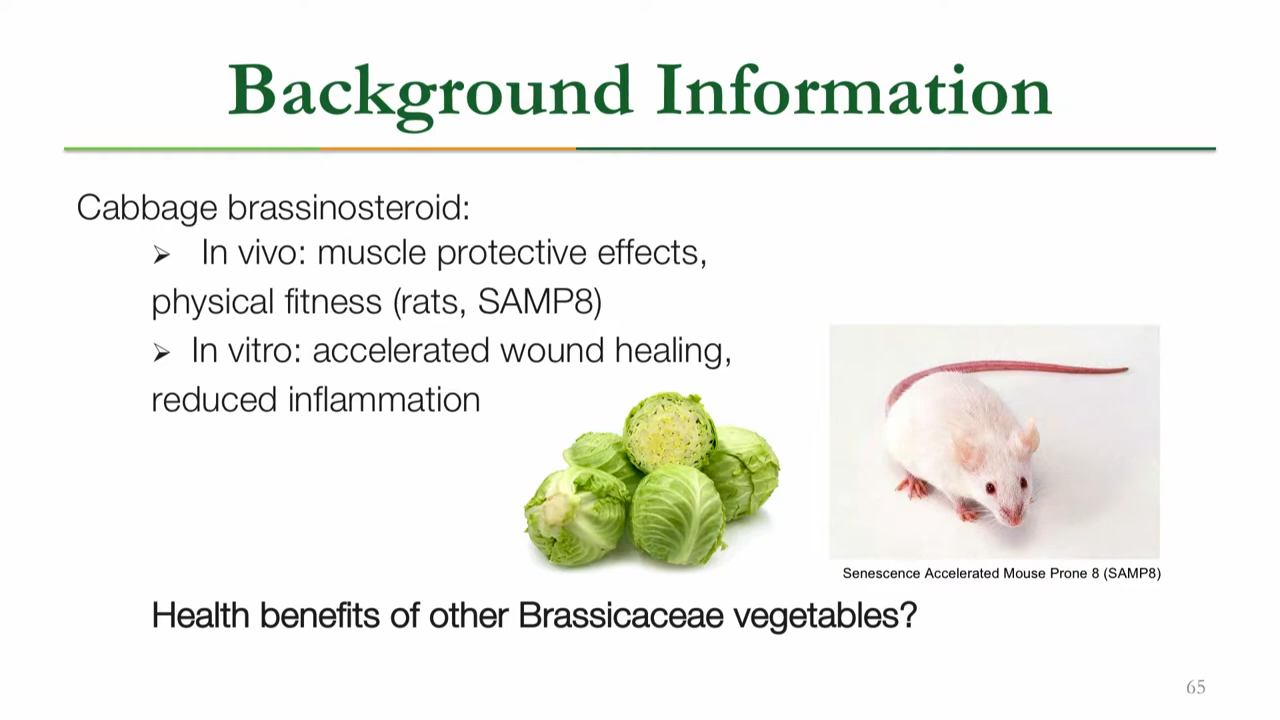 Background Information
Cabbage brassinosteroid:
➢ In vivo: muscle protective effects,
physical fitness (rats, SAMP8)
➢ In vitro: accelerated wound healing,
reduced inflammation
Senescence Accelerated Mouse Prone 8 (SAMP8)
Health benefits of other Brassicaceae vegetables?
65